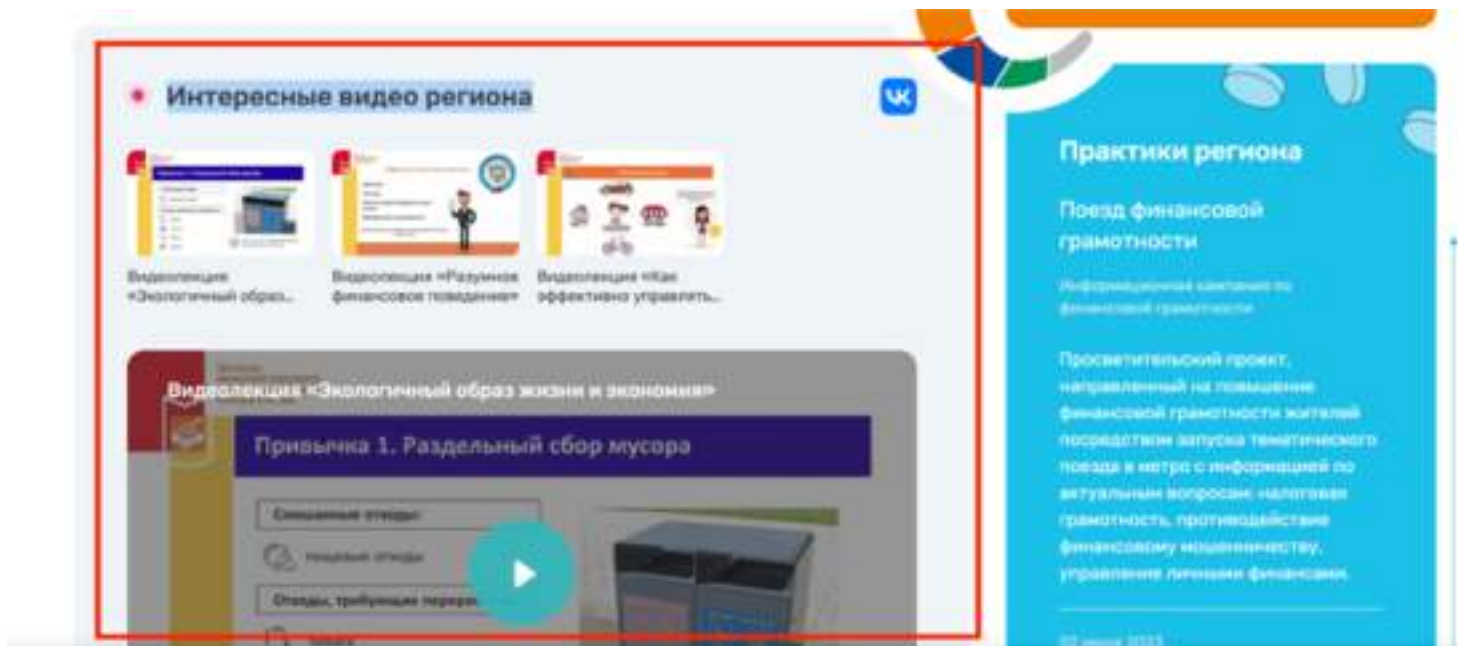 Интересные видео региона
Видеолекция
«Экологичный образ...
Видеолекция «Разумное
финансовое поведение»
Видеолекция «Как
эффективно управлять...
Видеолекция «Экологичный образ жизни и экономия»
Привычка 1. Раздельный сбор мусора
Смешанные отходы:
пищевые отходы
Отходы, требующие
бумага
Практики региона
Поезд финансовой
грамотности
Информационная кампания по
финансовой грамотности
Просветительский проект,
направленный на повышение
финансовой грамотности жителей
посредством запуска тематического
поезда в метро с информацией по
актуальным вопросам: налоговая
грамотность, противодействие
финансовому мошенничеству,
управление личными финансами.